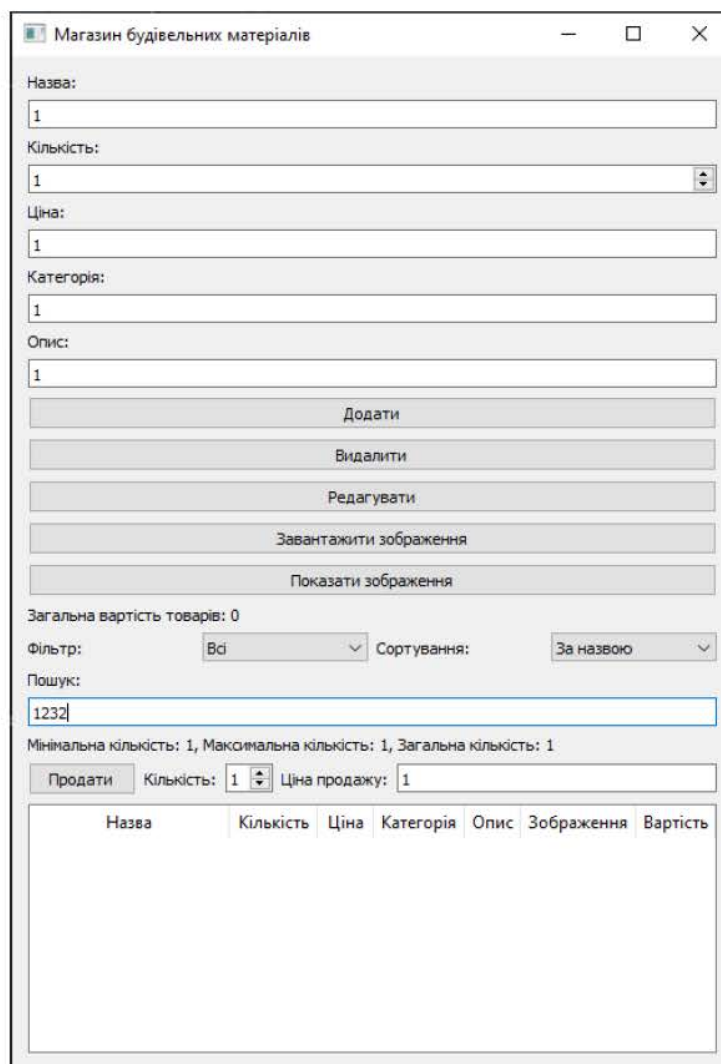 Магазин будівельних матеріалів
Назва:
1
Кількість:
1
Ціна:
1
Категорія:
1
Опис:
1
Додати
Видалити
Редагувати
Завантажити зображення
Показати зображення
Загальна вартість товарів: 0
Фільтр: Всі Сортування: За назвою
Пошук:
1232
Мінімальна кількість: 1, Максимальна кількість: 1, Загальна кількість: 1
Продати Кількість: 1 Ціна продажу: 1
Назва Кількість Ціна Категорія Опис Зображення Вартість